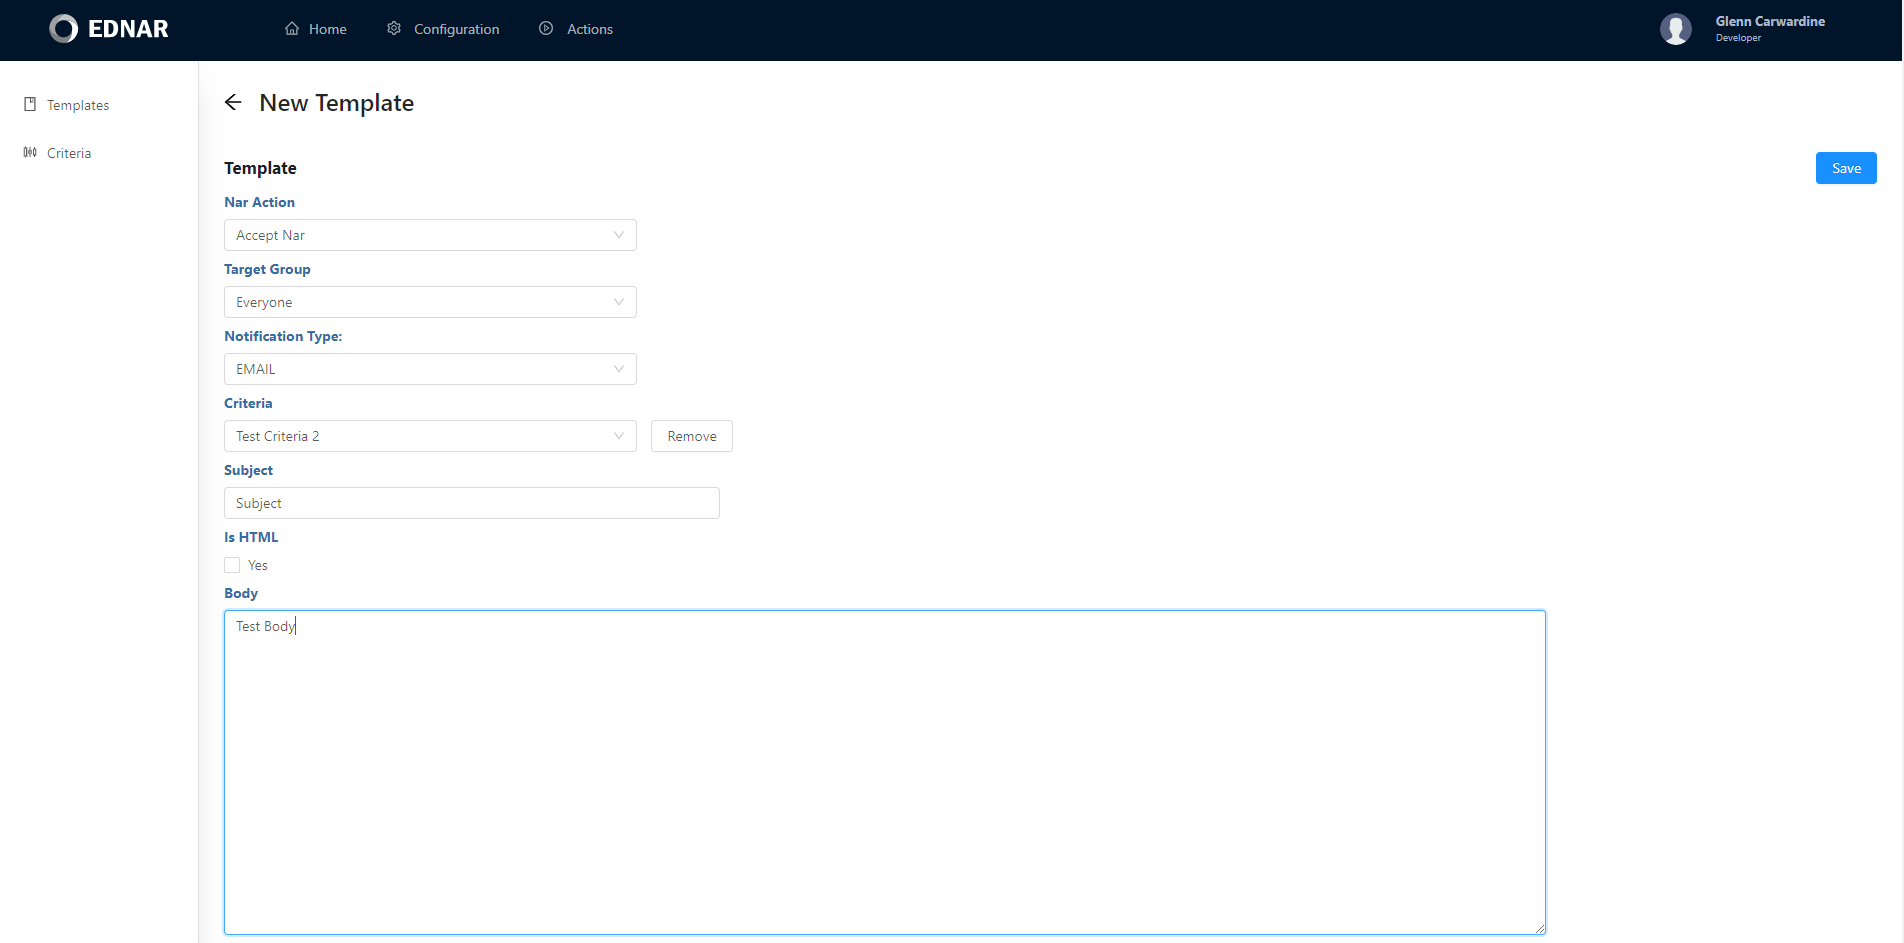 EDNAR
Home
Configuration
Actions
Glenn Carwardine
Developer
Templates
Criteria
New Template
Template
Save
Nar Action
Accept Nar
Target Group
Everyone
Notification Type:
EMAIL
Criteria
Test Criteria 2
Remove
Subject
Subject
Is HTML
Yes
Body
Test Body